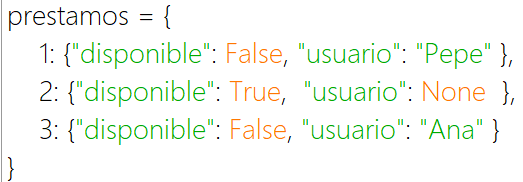 prestamos = {
1: {"disponible": False, "usuario": "Pepe" },
2: {"disponible": True, "usuario": None },
3: {"disponible": False, "usuario": "Ana" }
}